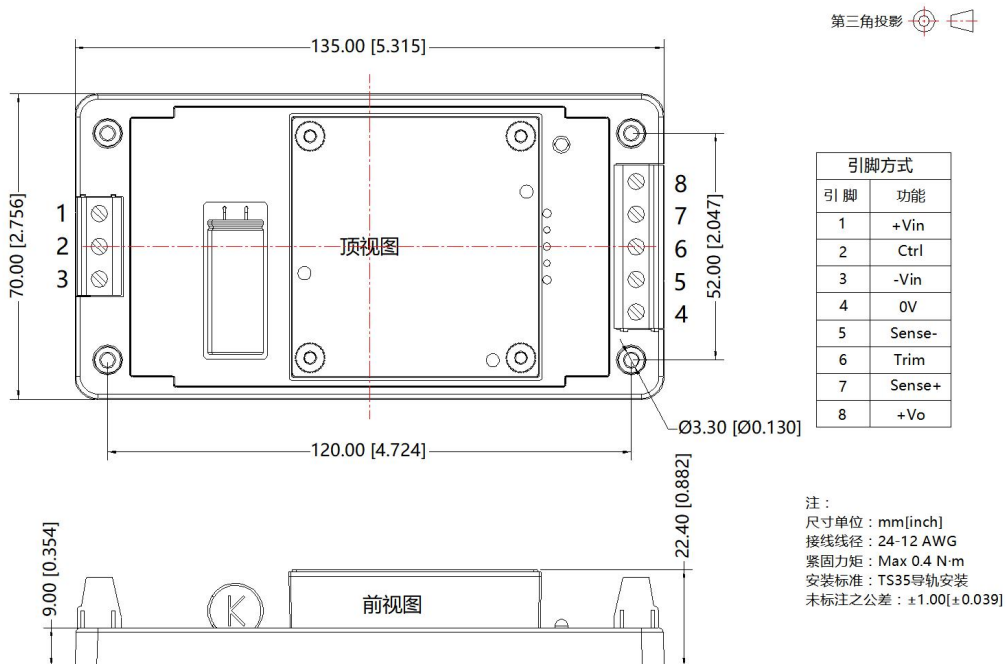 第三角投影
135.00 [5.315]
70.00 [2.756]
1
2
3
顶视图
8
7
6
5
4
52.00 [2.047]
Ø3.30 [Ø0.130]
120.00 [4.724]
引脚方式
引 脚 功能
1 +Vin
2 Ctrl
3 -Vin
4 0V
5 Sense-
6 Trim
7 Sense+
8 +Vo
9.00 [0.354]
K
前视图
22.40 [0.882]
注：
尺寸单位：mm[inch]
接线线径：24-12 AWG
紧固力矩：Max 0.4 N·m
安装标准：TS35导轨安装
未标注之公差：±1.00[±0.039]